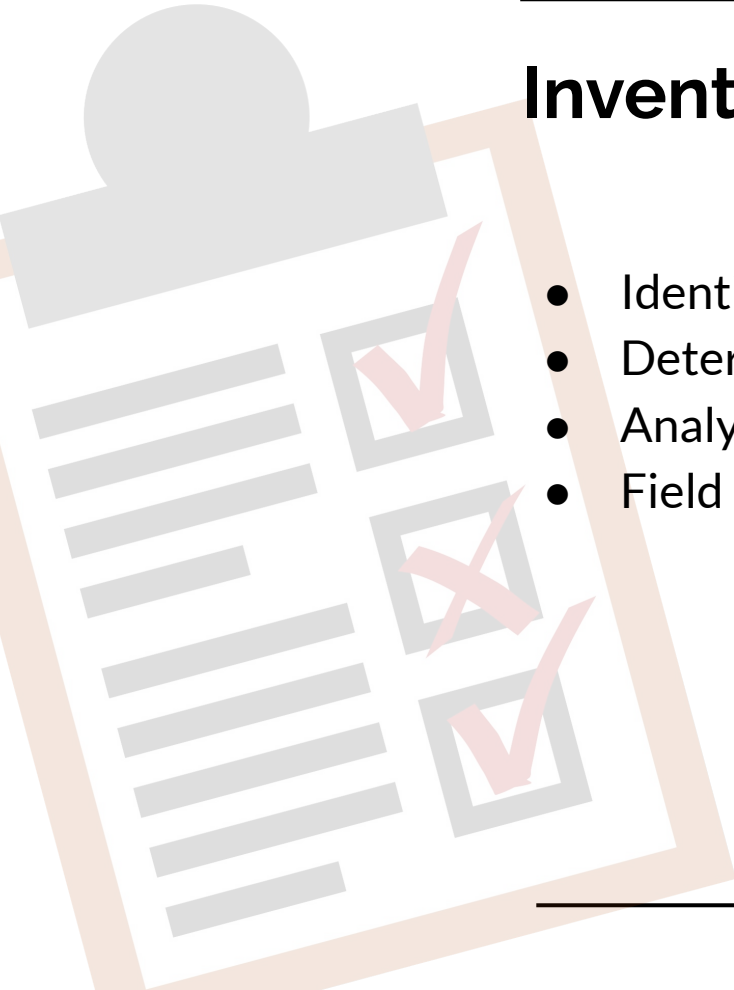 Invent
● Ident
● Deter
● Analy
● Field